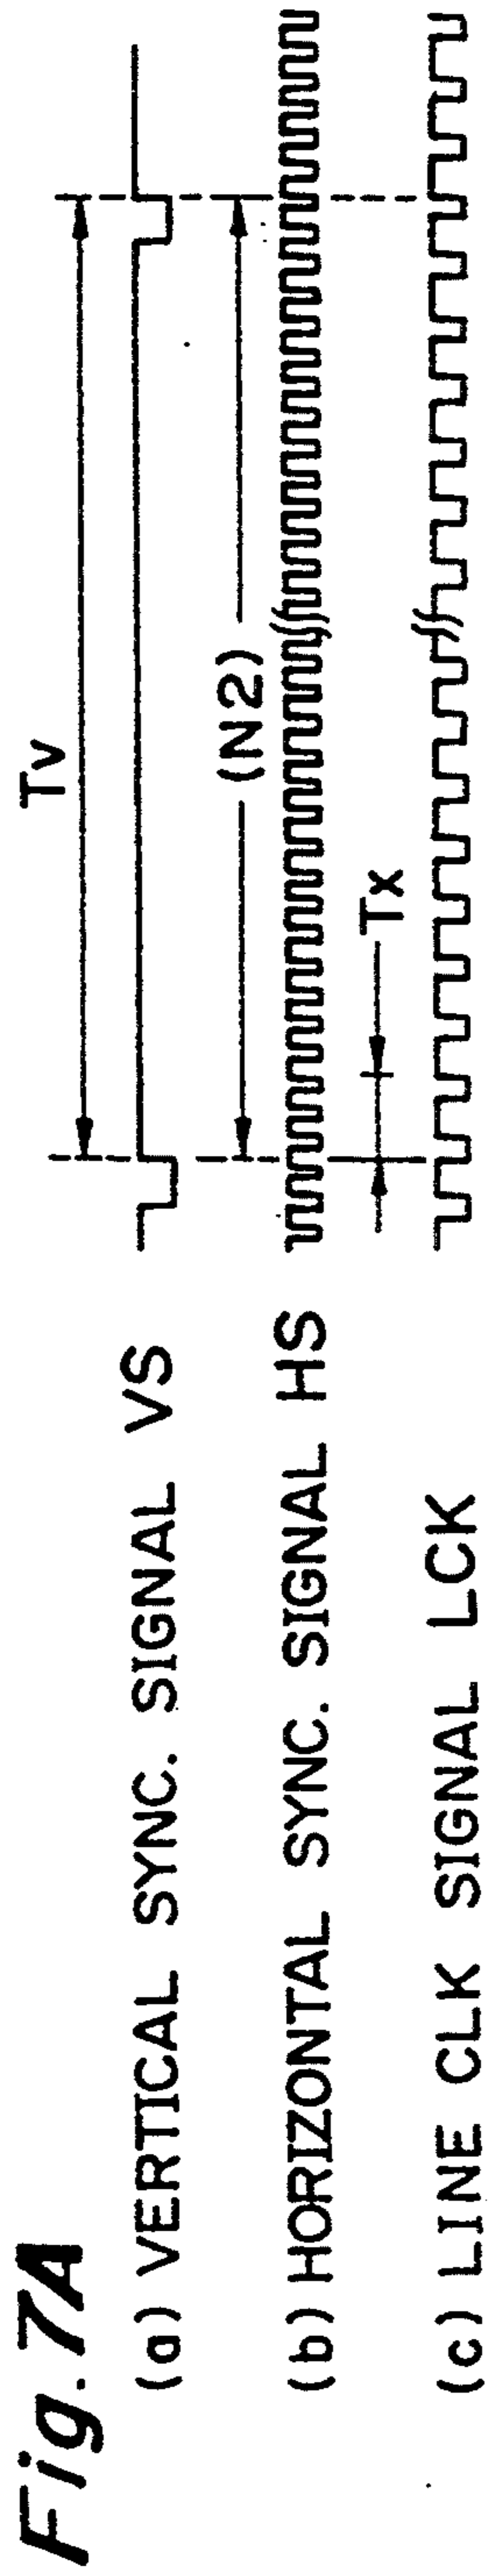 Fig. 7A
Tv
(a) VERTICAL SYNC. SIGNAL VS
(N2)
(b) HORIZONTAL SYNC. SIGNAL HS
Tx
(c) LINE CLK SIGNAL LCK